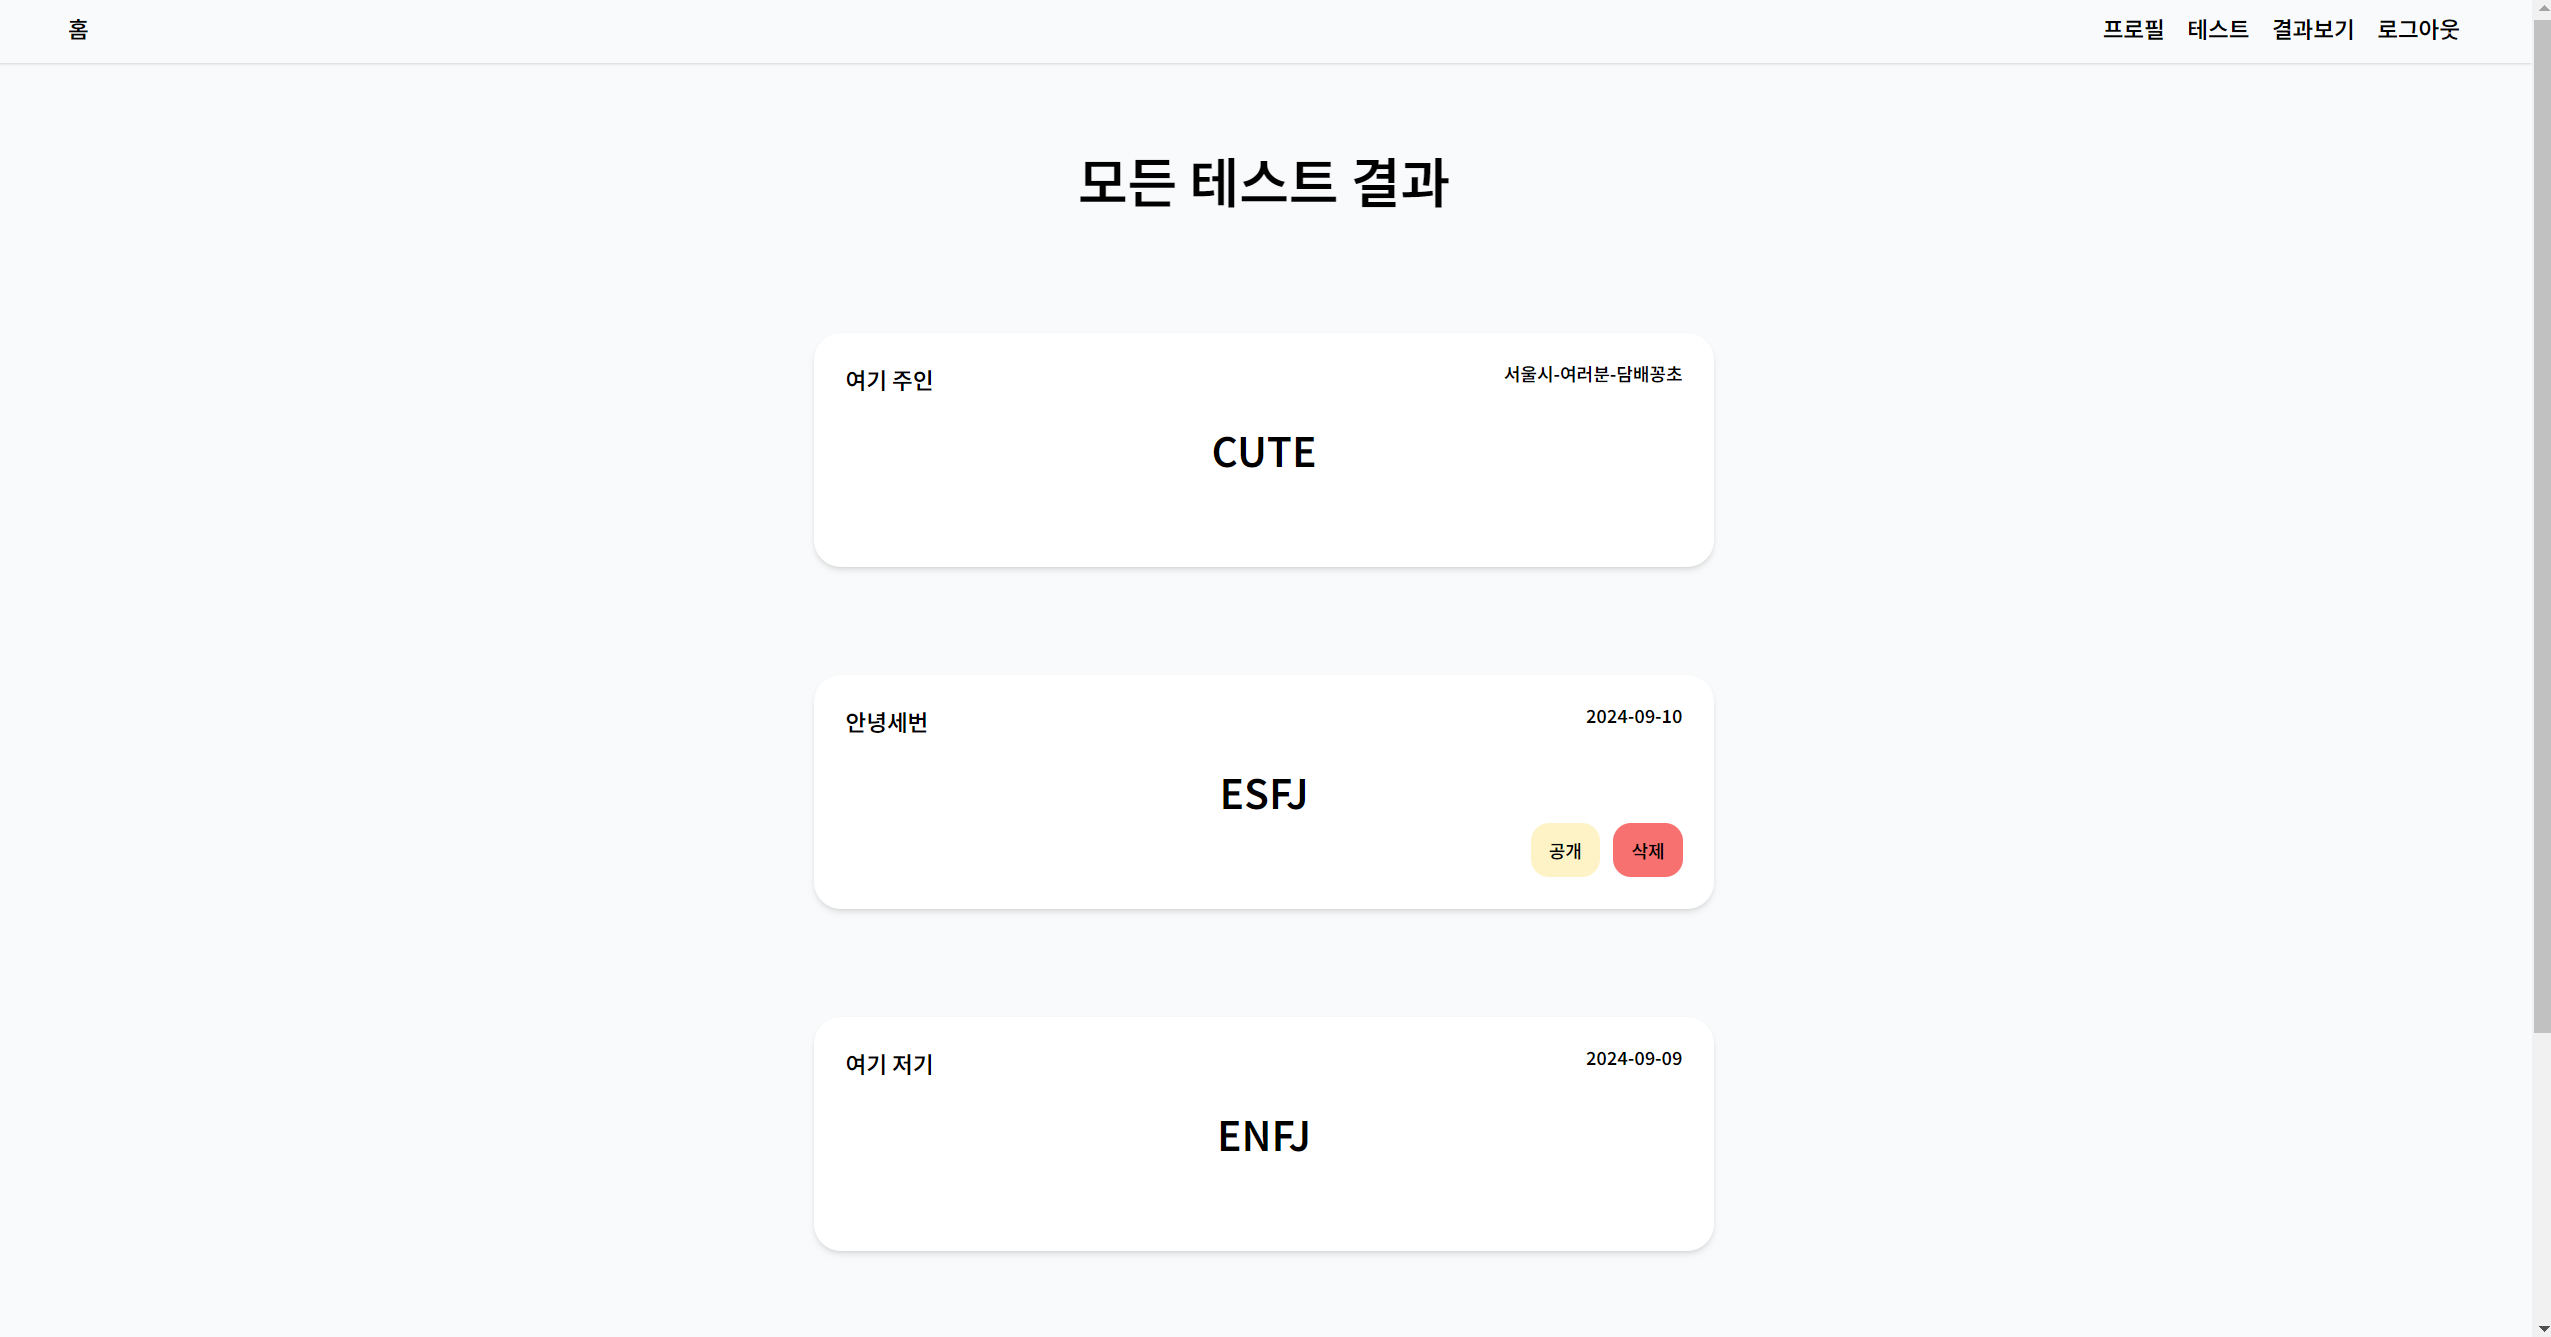 홈 프로필 테스트 결과보기 로그아웃
모든 테스트 결과
여기 주인 서울시-여러분-담배꽁초
CUTE
안녕세번 2024-09-10
ESFJ
공개 삭제
여기 저기 2024-09-09
ENFJ